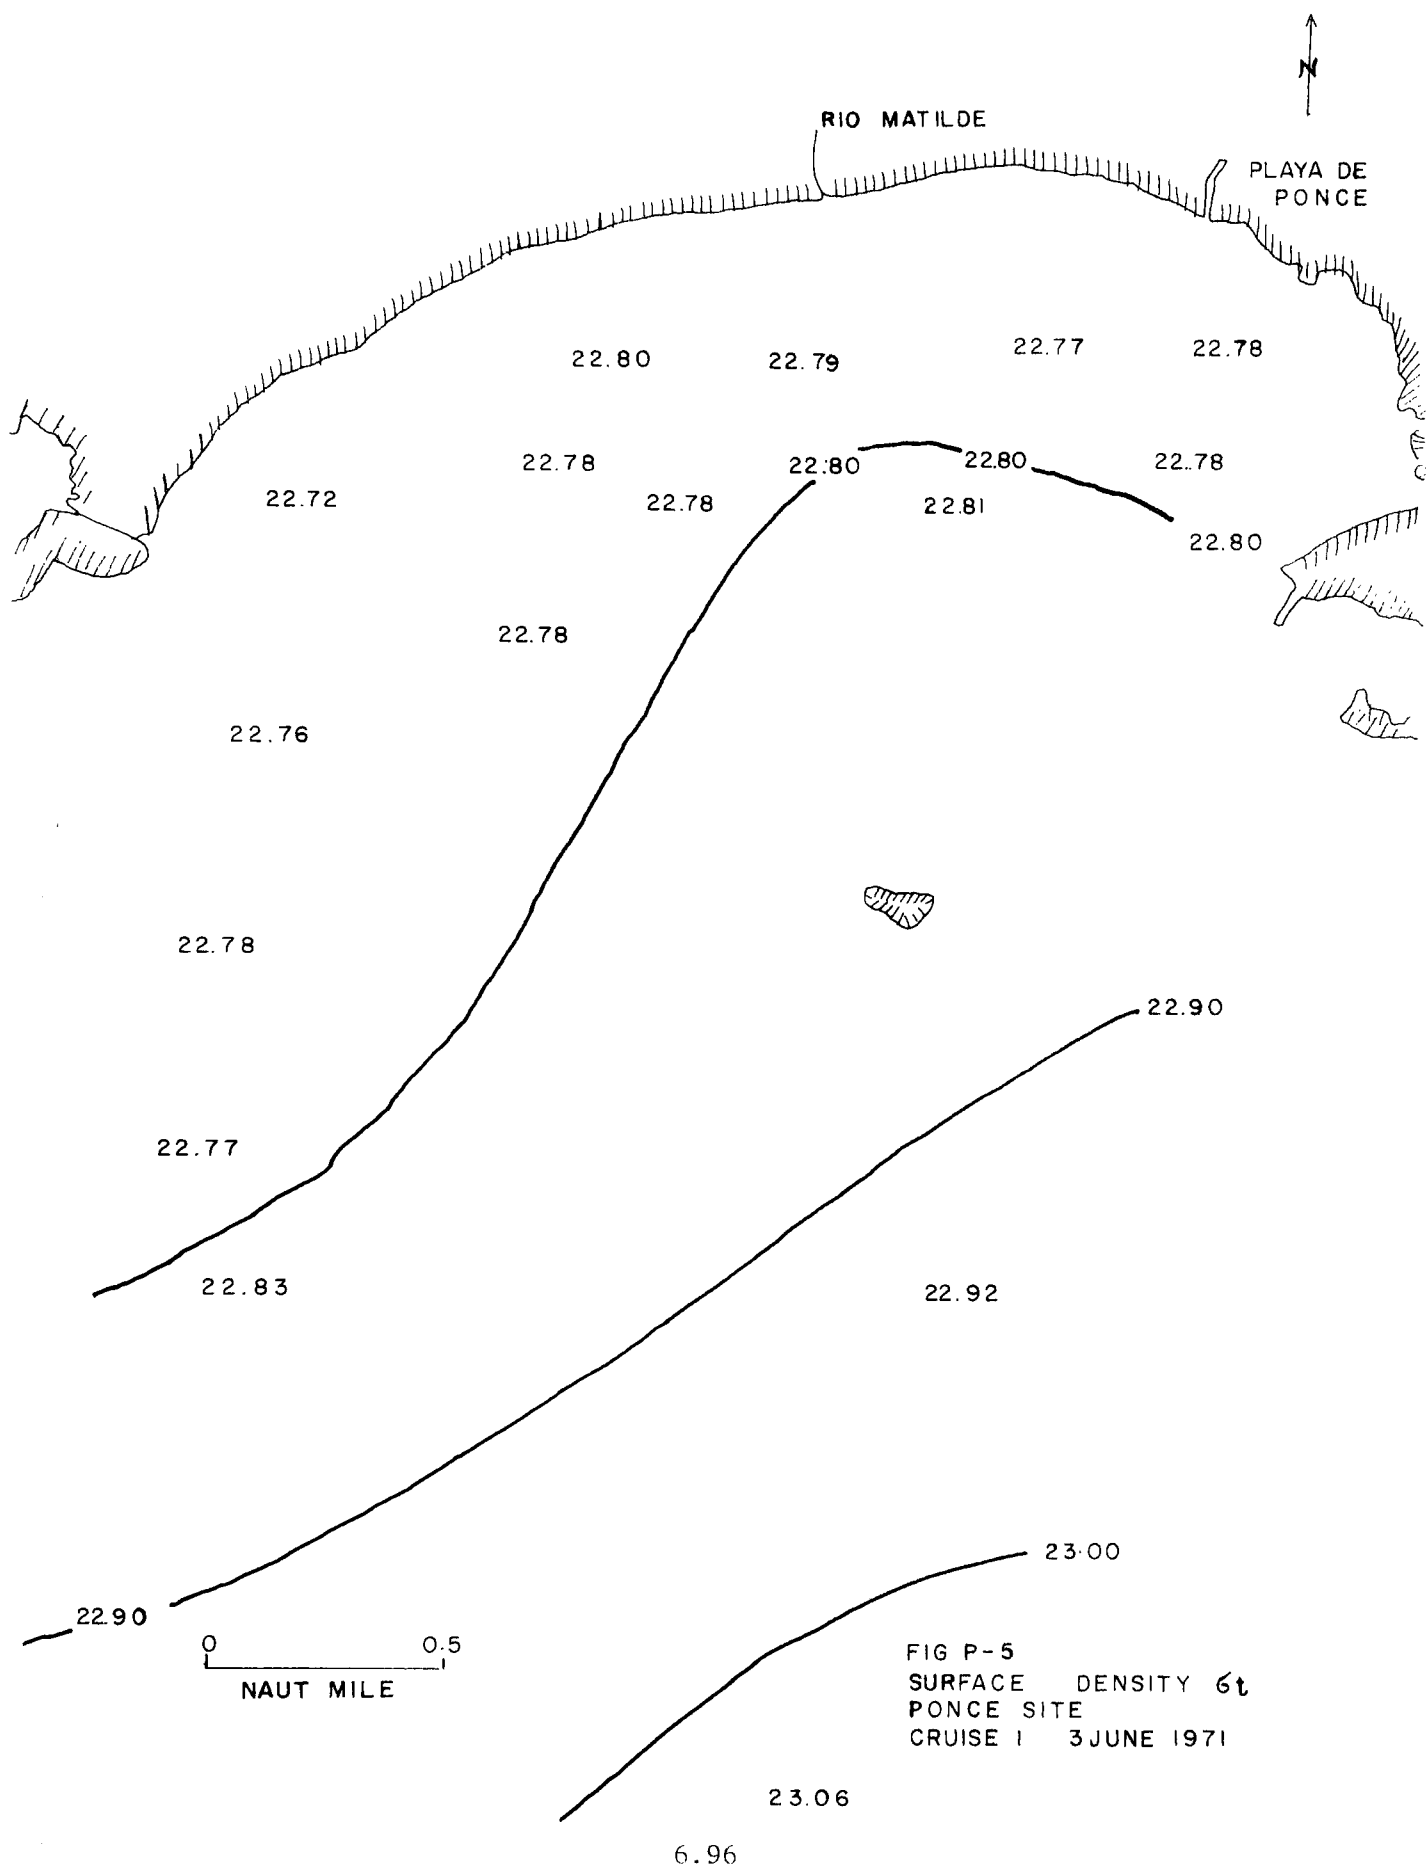 N
RIO MATILDE
PLAYA DE
PONCE
22.80 22.79 22.77 22.78
22.78 22.80 22.80 22.78
22.72 22.78 22.81
22.80
22.78
22.76
22.78
22.90
22.77
22.83 22.92
23.00
22.90
0 0.5
NAUT MILE
FIG P-5
SURFACE DENSITY σt
PONCE SITE
CRUISE 1 3 JUNE 1971
23.06
6.96